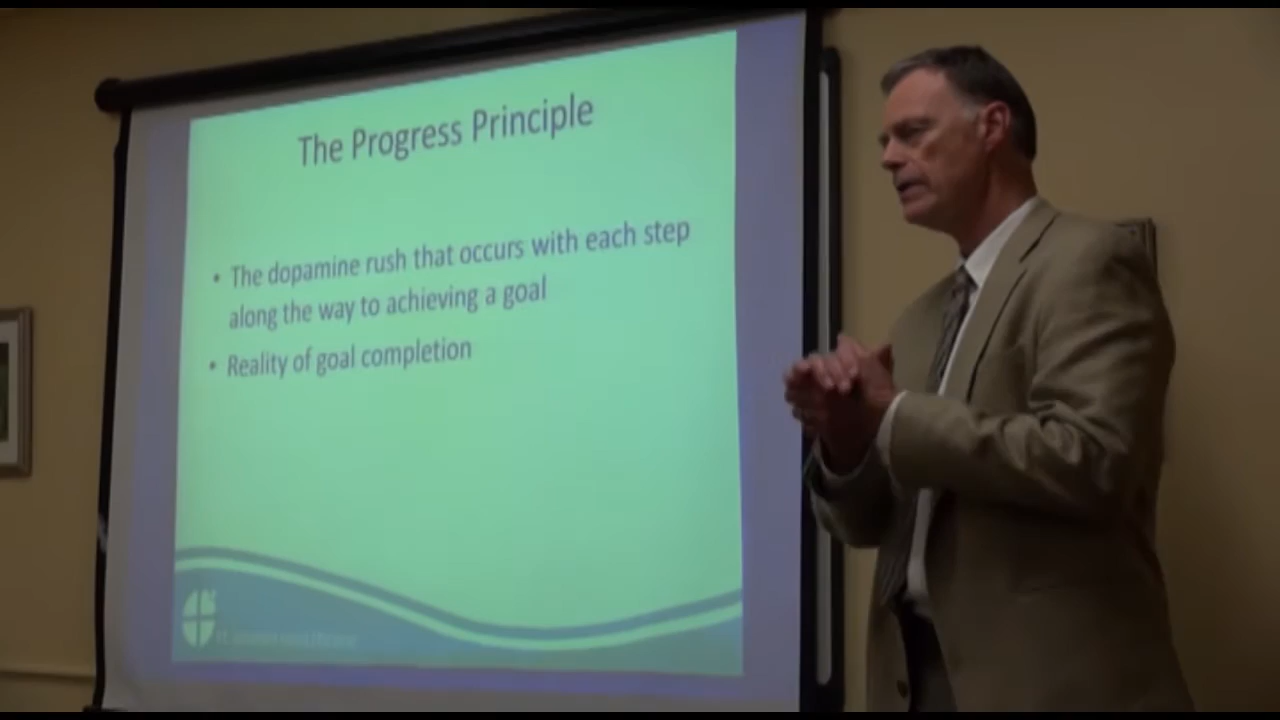 The Progress Principle
• The dopamine rush that occurs with each step
along the way to achieving a goal
• Reality of goal completion